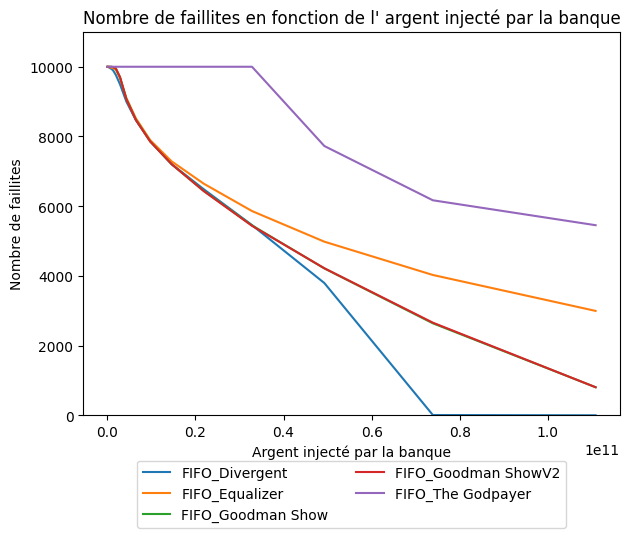 Nombre de faillites en fonction de l' argent injecté par la banque
Nombre de faillites
10000
8000
6000
4000
2000
0
0.0 0.2 0.4 0.6 0.8 1.0
1e11
Argent injecté par la banque
FIFO_Divergent
FIFO_Equalizer
FIFO_Goodman Show
FIFO_Goodman ShowV2
FIFO_The Godpayer